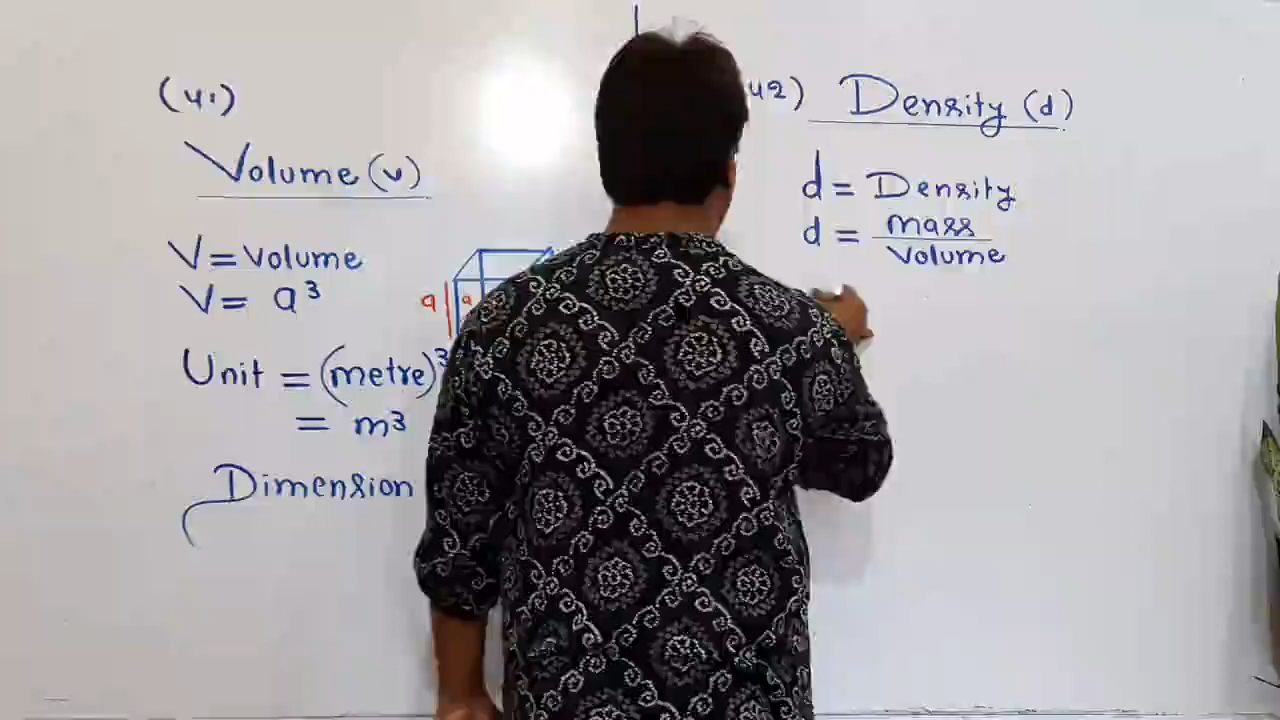 (41)
Volume (v)
V = Volume
V = a³
a a
Unit = (metre)³
= m³
Dimension
42) Density (d)
d = Density
d = mass
Volume